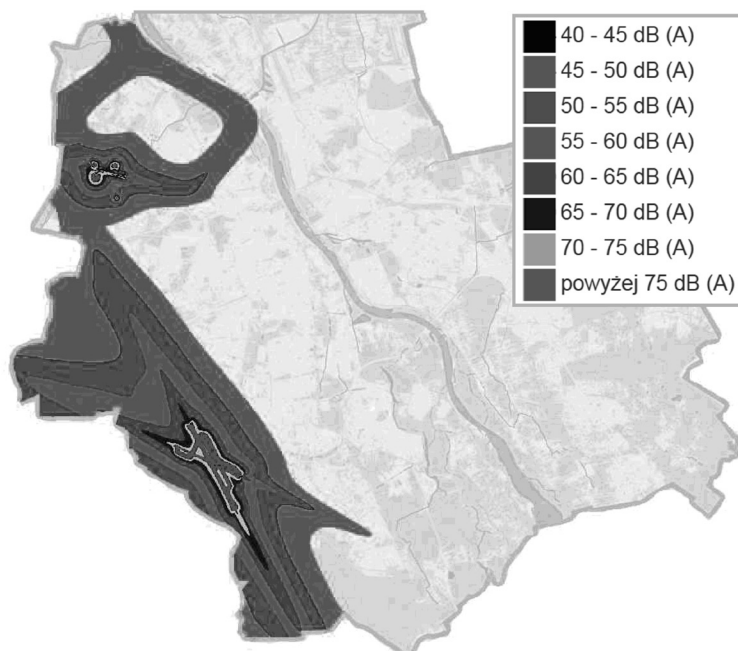 40 - 45 dB (A)
45 - 50 dB (A)
50 - 55 dB (A)
55 - 60 dB (A)
60 - 65 dB (A)
65 - 70 dB (A)
70 - 75 dB (A)
powyżej 75 dB (A)